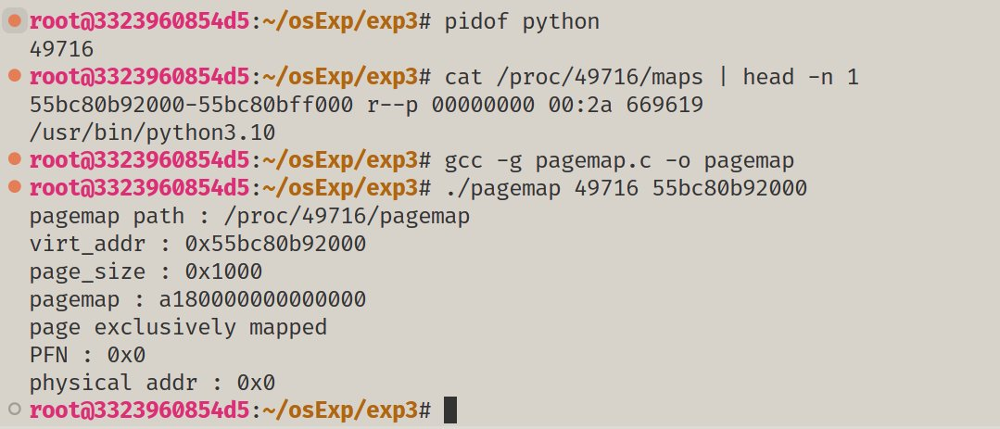 root@3323960854d5:~/osExp/exp3# pidof python
49716
root@3323960854d5:~/osExp/exp3# cat /proc/49716/maps | head -n 1
55bc80b92000-55bc80bff000 r--p 00000000 00:2a 669619
/usr/bin/python3.10
root@3323960854d5:~/osExp/exp3# gcc -g pagemap.c -o pagemap
root@3323960854d5:~/osExp/exp3# ./pagemap 49716 55bc80b92000
pagemap path : /proc/49716/pagemap
virt_addr : 0x55bc80b92000
page_size : 0x1000
pagemap : a180000000000000
page exclusively mapped
PFN : 0x0
physical addr : 0x0
root@3323960854d5:~/osExp/exp3#